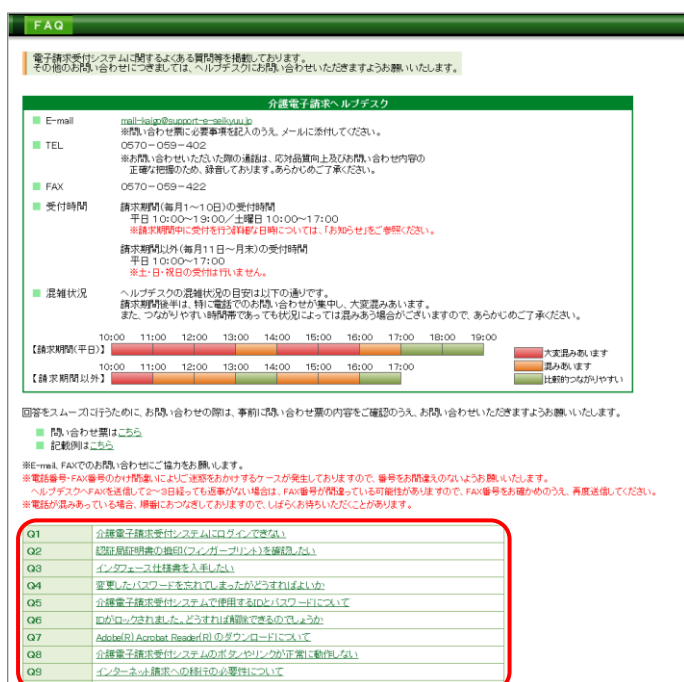 FAQ
電子請求受付システムに関するよくある質問等を掲載しております。
その他のお問い合わせにつきましては、ヘルプデスクにお問い合わせいただきますようお願いいたします。
介護電子請求ヘルプデスク
E-mail
mail-kaigo@support-e-seikyuu.jp
※問い合わせ票に必要事項を記入のうえ、メールに添付してください。
TEL
0570-059-402
※お問い合わせいただいた際の通話は、応対品質向上及びお問い合わせ内容の
正確な把握のため、録音しております。あらかじめご了承ください。
FAX
0570-059-422
受付時間
請求期間(毎月1～10日)の受付時間
平日 10:00～19:00／土曜日 10:00～17:00
※請求期間中に受付を行う詳細な日時については、「お知らせ」をご参照ください。
請求期間以外(毎月11日～月末)の受付時間
平日 10:00～17:00
※土・日・祝日の受付は行いません。
混雑状況
ヘルプデスクの混雑状況の目安は以下の通りです。
請求期間後半は、特に電話でのお問い合わせが集中し、大変混みあいます。
また、つながりやすい時間帯であっても状況によっては混みあう場合がございますので、あらかじめご了承ください。
10:00 11:00 12:00 13:00 14:00 15:00 16:00 17:00 18:00 19:00
【請求期間(平日)】
大変混みあいます
10:00 11:00 12:00 13:00 14:00 15:00 16:00 17:00
混みあいます
【請求期間以外】
比較的つながりやすい
回答をスムーズに行うために、お問い合わせの際は、事前に問い合わせ票の内容をご確認のうえ、お問い合わせいただきますようお願いいたします。
問い合わせ票はこちら
記載例はこちら
※E-mail、FAXでのお問い合わせにご協力をお願いします。
※電話番号・FAX番号のかけ間違いによりご迷惑をおかけするケースが発生しておりますので、番号をお間違えのないようお願いいたします。
ヘルプデスクへFAXを送信して2～3日経っても返事がない場合は、FAX番号が間違っている可能性がありますので、FAX番号をお確かめのうえ、再度送信してください。
※電話が混みあっている場合、順番におつなぎしておりますので、しばらくお待ちいただくことがあります。
Q1 介護電子請求受付システムにログインできない
Q2 認証局証明書の拇印(フィンガープリント)を確認したい
Q3 インタフェース仕様書を入手したい
Q4 変更したパスワードを忘れてしまったがどうすればよいか
Q5 介護電子請求受付システムで使用するIDとパスワードについて
Q6 IDがロックされました。どうすれば解除できるのでしょうか
Q7 Adobe(R) Acrobat Reader(R) のダウンロードについて
Q8 介護電子請求受付システムのボタンやリンクが正常に動作しない
Q9 インターネット請求への移行の必要性について